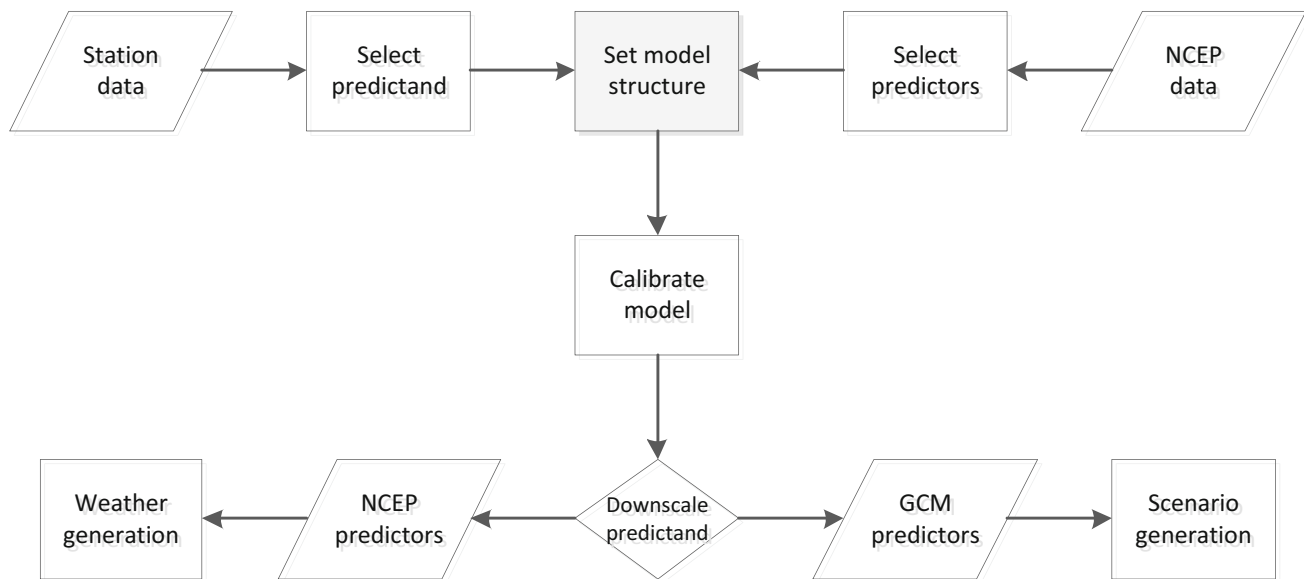 Station
data
Select
predictand
Set model
structure
Select
predictors
NCEP
data
Calibrate
model
Weather
generation
NCEP
predictors
Downscale
predictand
GCM
predictors
Scenario
generation